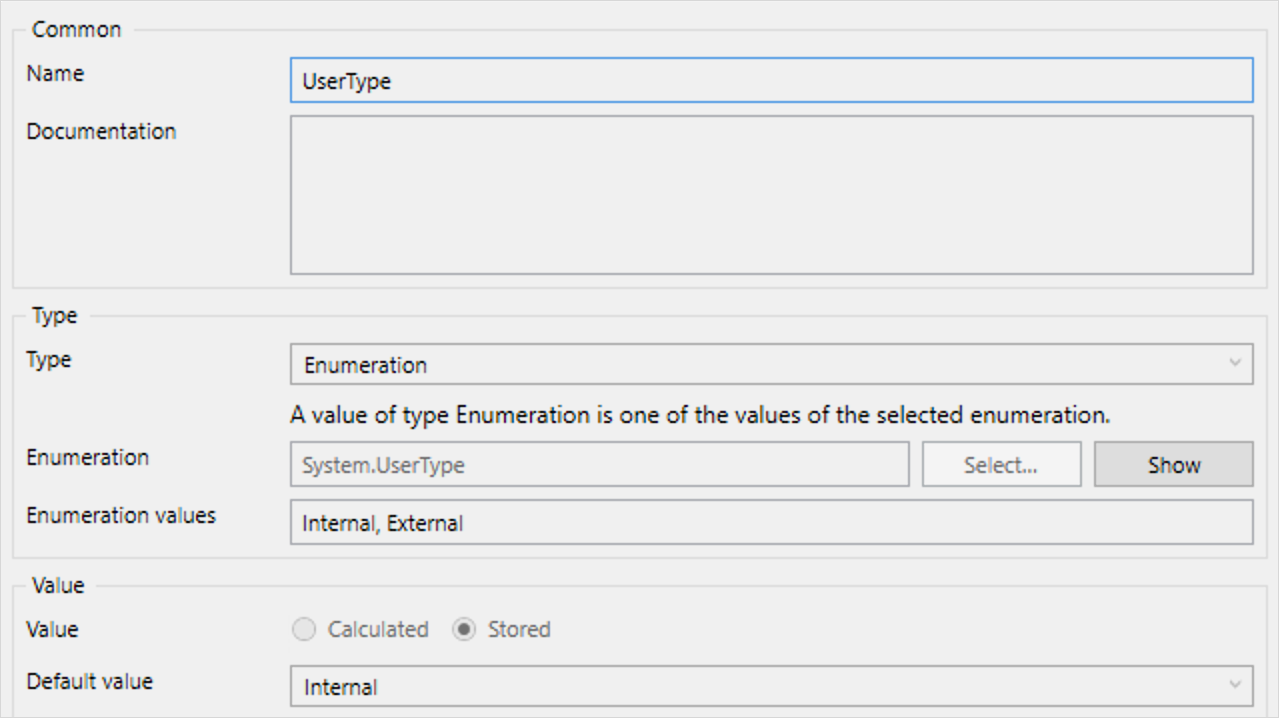 Common
Name
UserType
Documentation
Type
Type
Enumeration
A value of type Enumeration is one of the values of the selected enumeration.
Enumeration
System.UserType
Select...
Show
Enumeration values
Internal, External
Value
Value
Calculated
Stored
Default value
Internal